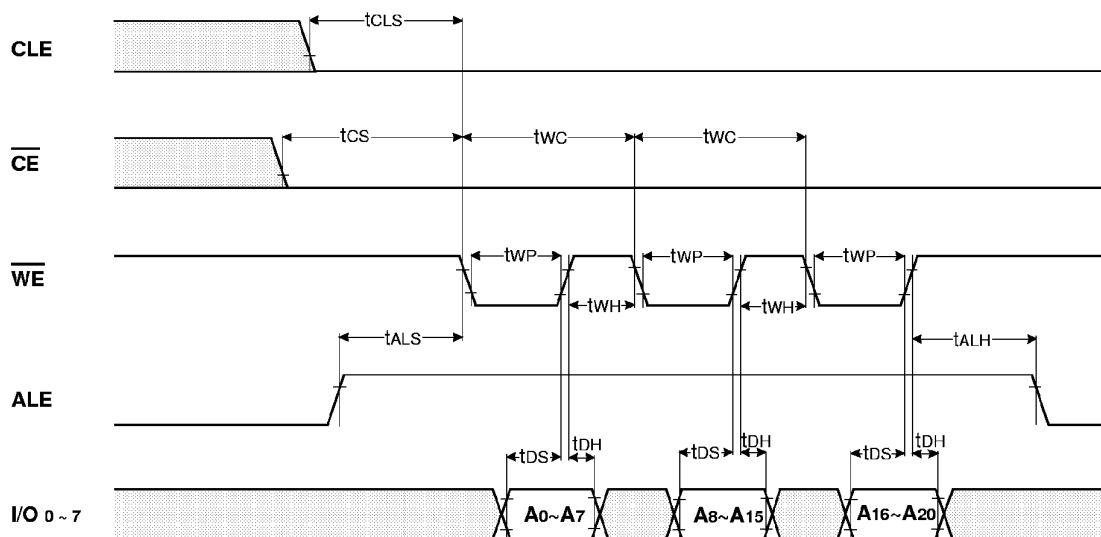 CLE
tCLS
CE
tCS
tWC
tWC
WE
tWP
tWP
tWP
tWH
tWH
tALS
tALH
ALE
tDS
tDH
tDS
tDH
tDS
tDH
I/O 0 ~ 7
A0~A7
A8~A15
A16~A20